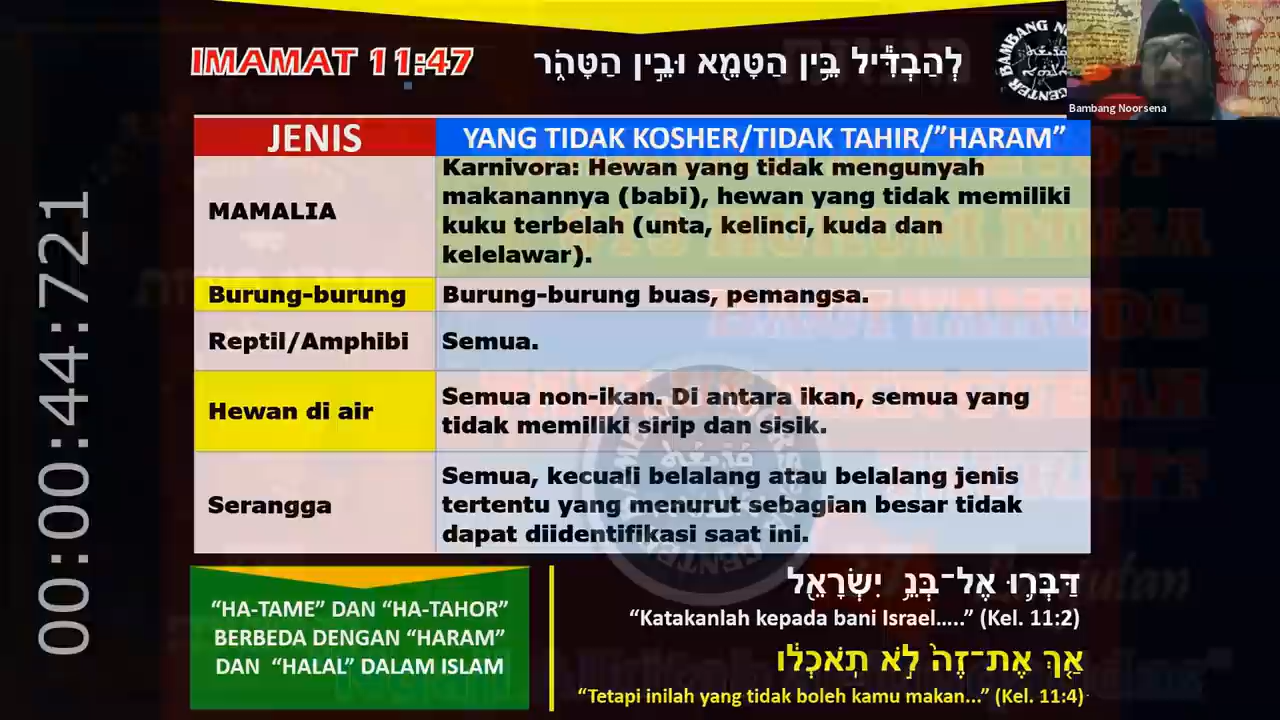 IMAMAT 11:47
לְהַבְדִּ֕יל בֵּ֥ין הַטָּמֵ֖א וּבֵ֣ין הַטָּהֹ֑ר
Bambang Noorsena
JENIS
YANG TIDAK KOSHER/TIDAK TAHIR/”HARAM”
MAMALIA
Karnivora: Hewan yang tidak mengunyah
makanannya (babi), hewan yang tidak memiliki
kuku terbelah (unta, kelinci, kuda dan
kelelawar).
Burung-burung
Burung-burung buas, pemangsa.
Reptil/Amphibi
Semua.
Hewan di air
Semua non-ikan. Di antara ikan, semua yang
tidak memiliki sirip dan sisik.
Serangga
Semua, kecuali belalang atau belalang jenis
tertentu yang menurut sebagian besar tidak
dapat diidentifikasi saat ini.
“HA-TAME” DAN “HA-TAHOR”
BERBEDA DENGAN “HARAM”
DAN “HALAL” DALAM ISLAM
דַּבְּר֛וּ אֶל־בְּנֵ֥י יִשְׂרָאֵ֖ל
“Katakanlah kepada bani Israel.....” (Kel. 11:2)
אַ֤ךְ אֶת־זֶה֙ לֹ֣א תֹֽאכְל֔וּ
“Tetapi inilah yang tidak boleh kamu makan...” (Kel. 11:4)
00:00:44:721